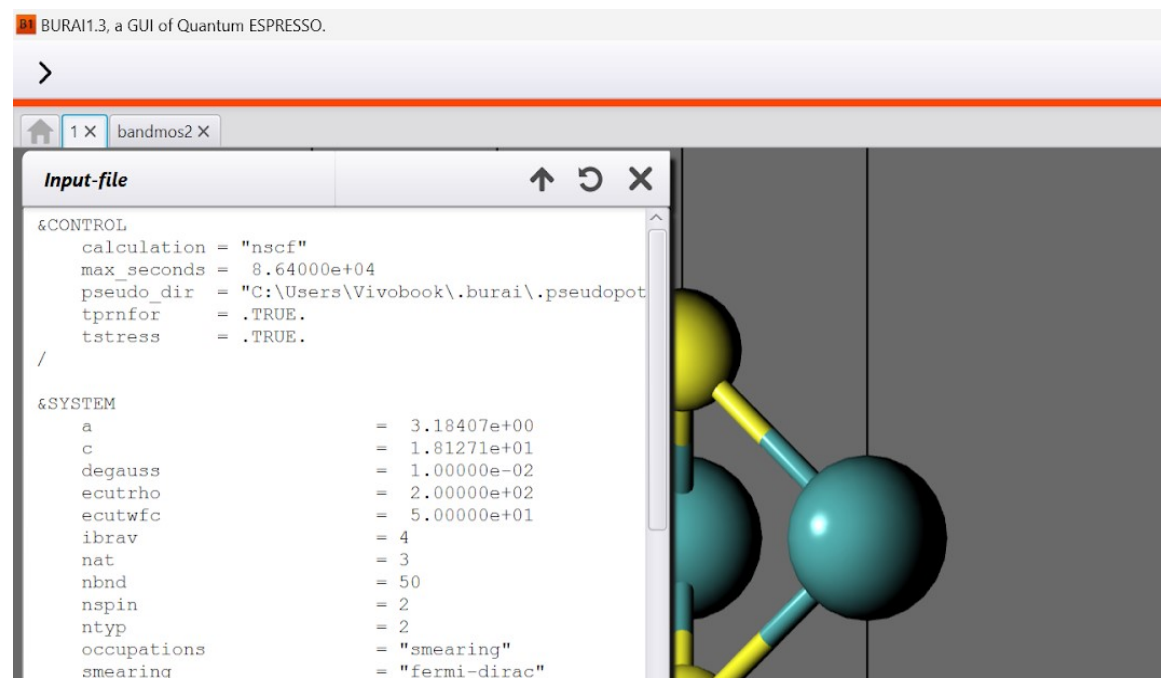 B1 BURAI1.3, a GUI of Quantum ESPRESSO.
1 bandmos2
Input-file
&CONTROL
calculation = "nscf"
max_seconds = 8.64000e+04
pseudo_dir = "C:\Users\Vivobook\.burai\.pseudopot
tprnfor = .TRUE.
tstress = .TRUE.
/
&SYSTEM
a = 3.18407e+00
c = 1.81271e+01
degauss = 1.00000e-02
ecutrho = 2.00000e+02
ecutwfc = 5.00000e+01
ibrav = 4
nat = 3
nbnd = 50
nspin = 2
ntyp = 2
occupations = "smearing"
smearing = "fermi-dirac"